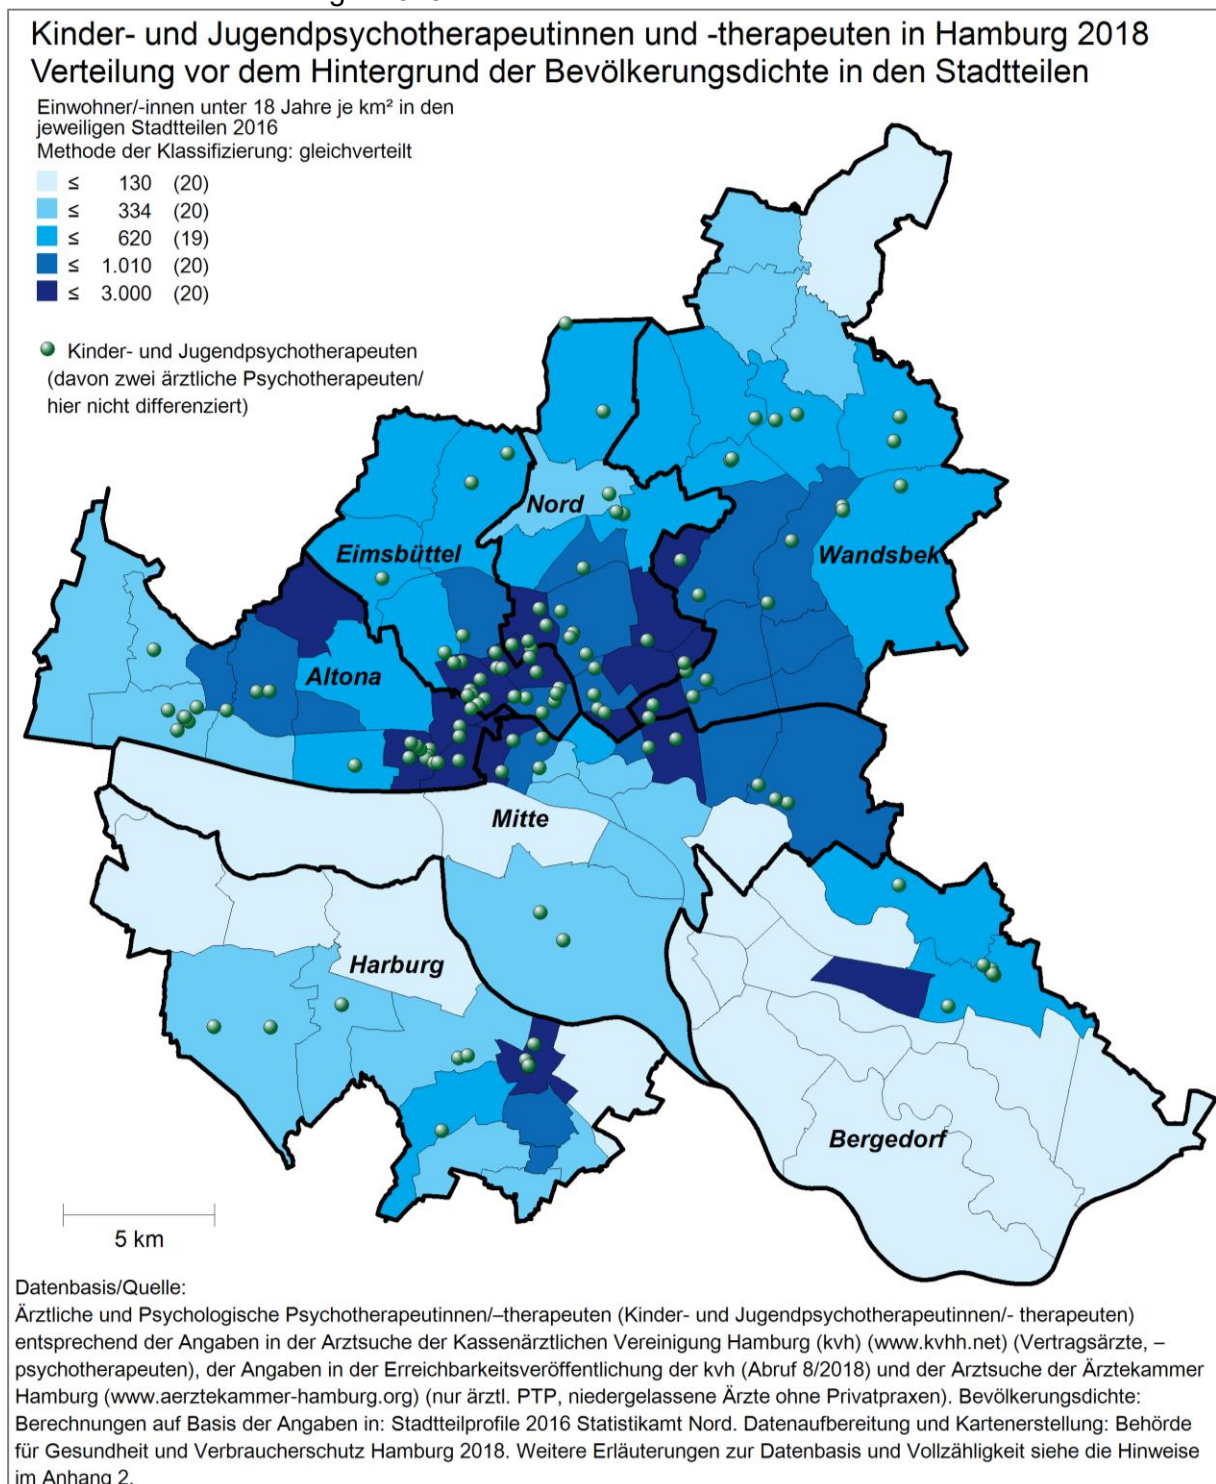 Kinder- und Jugendpsychotherapeutinnen und -therapeuten in Hamburg 2018
Verteilung vor dem Hintergrund der Bevölkerungsdichte in den Stadtteilen
Einwohner/-innen unter 18 Jahre je km² in den
jeweiligen Stadtteilen 2016
Methode der Klassifizierung: gleichverteilt
≤ 130 (20)
≤ 334 (20)
≤ 620 (19)
≤ 1.010 (20)
≤ 3.000 (20)
Kinder- und Jugendpsychotherapeuten
(davon zwei ärztliche Psychotherapeuten/
hier nicht differenziert)
Nord
Eimsbüttel
Wandsbek
Altona
Mitte
Harburg
Bergedorf
5 km
Datenbasis/Quelle:
Ärztliche und Psychologische Psychotherapeutinnen/–therapeuten (Kinder- und Jugendpsychotherapeutinnen/- therapeuten)
entsprechend der Angaben in der Arztsuche der Kassenärztlichen Vereinigung Hamburg (kvh) (www.kvhh.net) (Vertragsärzte, –
psychotherapeuten), der Angaben in der Erreichbarkeitsveröffentlichung der kvh (Abruf 8/2018) und der Arztsuche der Ärztekammer
Hamburg (www.aerztekammer-hamburg.org) (nur ärztl. PTP, niedergelassene Ärzte ohne Privatpraxen). Bevölkerungsdichte:
Berechnungen auf Basis der Angaben in: Stadtteilprofile 2016 Statistikamt Nord. Datenaufbereitung und Kartenerstellung: Behörde
für Gesundheit und Verbraucherschutz Hamburg 2018. Weitere Erläuterungen zur Datenbasis und Vollzähligkeit siehe die Hinweise
im Anhang 2.